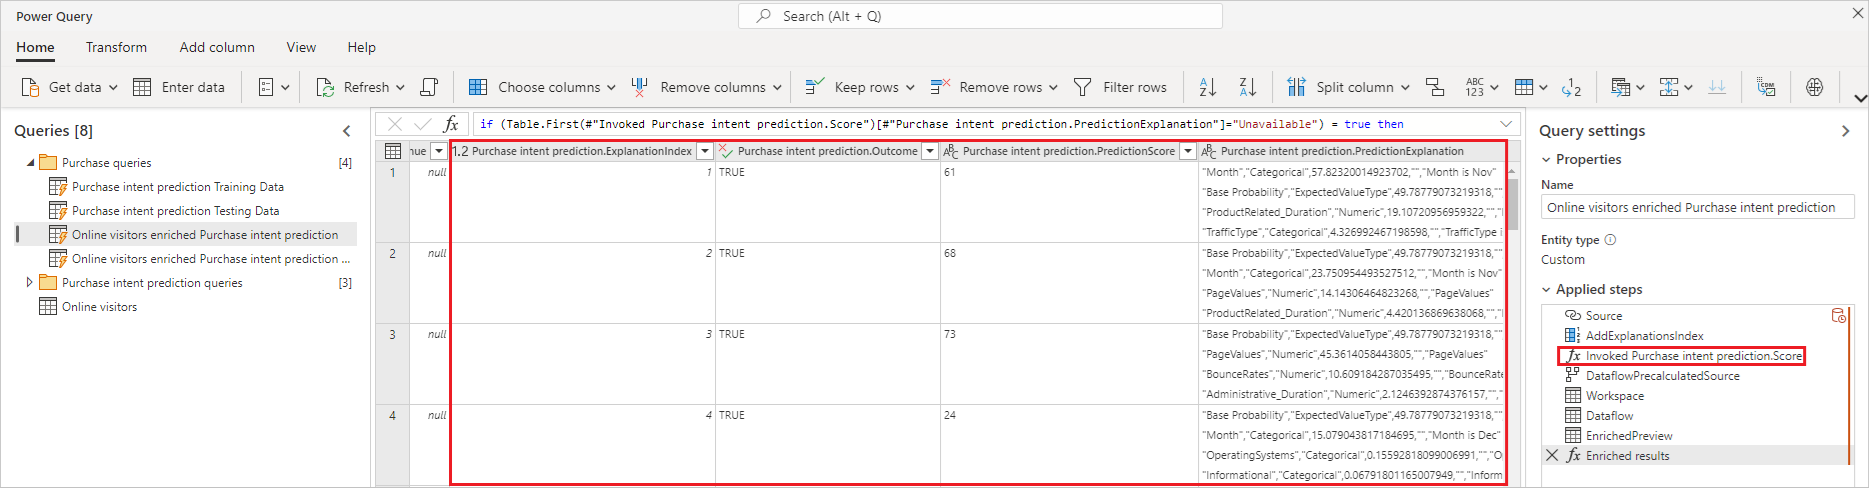 Power Query
Search (Alt + Q)
Home Transform Add column View Help
Get data Enter data Refresh Choose columns Remove columns Keep rows Remove rows Filter rows Split column ABC 123 CDM
Queries [8]
Purchase queries [4]
Purchase intent prediction Training Data
Purchase intent prediction Testing Data
Online visitors enriched Purchase intent prediction
Online visitors enriched Purchase intent prediction ...
Purchase intent prediction queries [3]
Online visitors
fx if (Table.First(#"Invoked Purchase intent prediction.Score")[#"Purchase intent prediction.PredictionExplanation"]="Unavailable") = true then
1.2 Purchase intent prediction.ExplanationIndex Purchase intent prediction.Outcome ABC Purchase intent prediction.PredictionScore ABC Purchase intent prediction.PredictionExplanation
1 null 1 TRUE 61 "Month","Categorical",57.82320014923702,"","Month is Nov"
"Base Probability","ExpectedValueType",49.78779073219318,""
"ProductRelated_Duration","Numeric",19.10720956959322,"","
"TrafficType","Categorical",4.326992467198598,"","TrafficType i
2 null 2 TRUE 68 "Base Probability","ExpectedValueType",49.78779073219318,""
"Month","Categorical",23.750954493527512,"","Month is Nov"
"PageValues","Numeric",14.14306464823268,"","PageValues"
"ProductRelated_Duration","Numeric",4.420136869638068,"","
3 null 3 TRUE 73 "Base Probability","ExpectedValueType",49.78779073219318,""
"PageValues","Numeric",45.3614058443805,"","PageValues"
"BounceRates","Numeric",10.609184287035495,"","BounceRate
"Administrative_Duration","Numeric",2.1246392874376157,"","
4 null 4 TRUE 24 "Base Probability","ExpectedValueType",49.78779073219318,""
"Month","Categorical",15.079043817184695,"","Month is Dec"
"OperatingSystems","Categorical",0.15592818099006991,"","O
"Informational","Categorical",0.06791801165007949,"","Inform
Query settings
Properties
Name
Online visitors enriched Purchase intent prediction
Entity type
Custom
Applied steps
Source
AddExplanationsIndex
fx Invoked Purchase intent prediction.Score
DataflowPrecalculatedSource
Workspace
Dataflow
EnrichedPreview
fx Enriched results